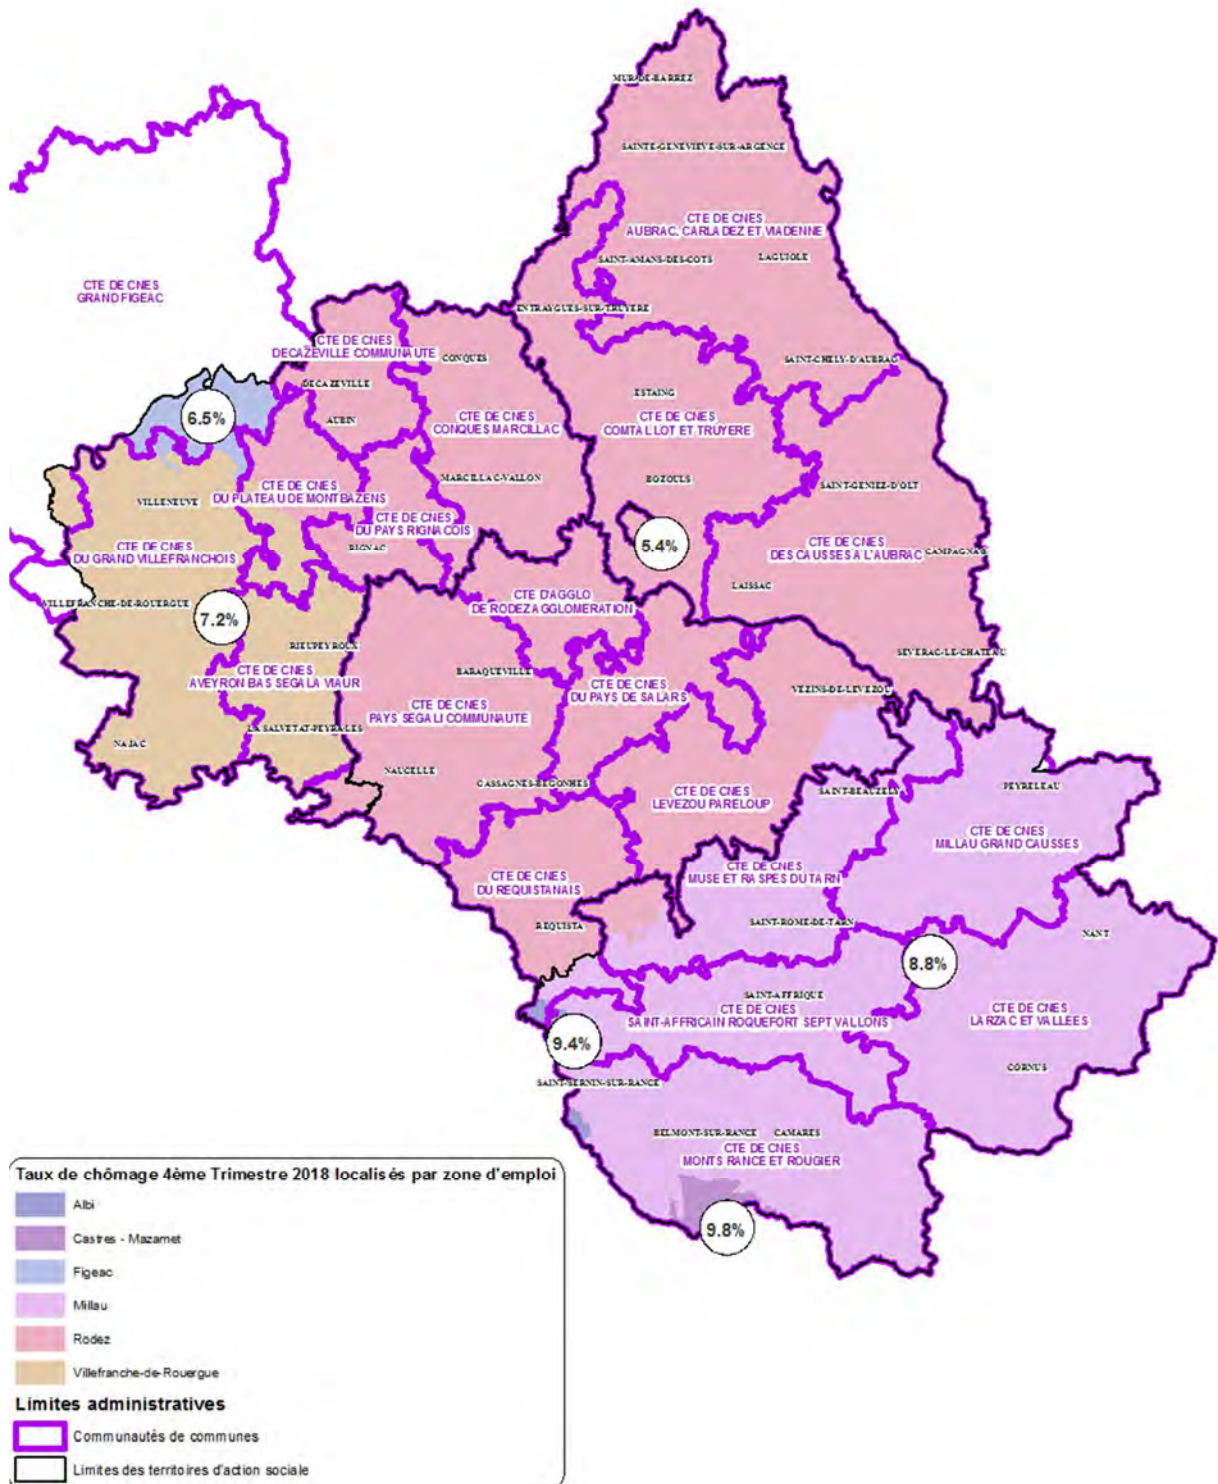 MUR-DE-BARREZ
SAINTE-GENEVIEVE-SUR-ARGENCE
CTE DE CNES
AUBRAC, CARLADEZ ET VIADENNE
SAINT-AMANS-DES-COTS
LAGUIOLE
CTE DE CNES
GRAND FIGEAC
ENTRAYGUES-SUR-TRUYERE
CTE DE CNES
DECAZEVILLE COMMUNAUTE
CONQUES
SAINT-CHELY-D'AUBRAC
DECAZEVILLE
ESTAING
6.5%
AUBIN
CTE DE CNES
CONQUES MARCILLAC
CTE DE CNES
COMTAL LOT ET TRUYERE
MARCILLAC-VALLON
BOZOULS
SAINT-GENIEZ-D'OLT
VILLENEUVE
CTE DE CNES
DU PLATEAU DE MONTBAZENS
CTE DE CNES
DU PAYS RIGNACOIS
RIGNAC
5.4%
CTE DE CNES
DES CAUSSES A L'AUBRAC
CAMPAGNAC
CTE DE CNES
DU GRAND VILLEFRANCHOIS
LAISSAC
VILLEFRANCHE-DE-ROUERGUE
CTE D'AGGLO
DE RODEZ AGGLOMERATION
7.2%
RIEUPEYROUX
SEVERAC-LE-CHATEAU
CTE DE CNES
AVEYRON BAS SEGALA VIAUR
BARAQUEVILLE
CTE DE CNES
DU PAYS DE SALARS
VEZINS-DE-LEVEZOU
CTE DE CNES
PAYS SEGALI COMMUNAUTE
LA SALVETAT-PEYRALES
NAJAC
NAUCELLE
CASSAGNES-BEGONHES
CTE DE CNES
LEVEZOU PARELOUP
SAINT-BEAUZELY
PEYRELEAU
CTE DE CNES
MILLAU GRAND CAUSSES
CTE DE CNES
DU REQUISTANAIS
CTE DE CNES
MUSE ET RASPES DU TARN
REQUISTA
SAINT-ROME-DE-TARN
NANT
8.8%
SAINT-AFFRIQUE
CTE DE CNES
SAINT-AFFRICAIN ROQUEFORT SEPT VALLONS
CTE DE CNES
LARZAC ET VALLEES
9.4%
CORNUS
SAINT-SERNIN-SUR-RANCE
BELMONT-SUR-RANCE
CAMARES
CTE DE CNES
MONTS RANCE ET ROUGIER
9.8%
Taux de chômage 4ème Trimestre 2018 localisés par zone d'emploi
Albi
Castres - Mazamet
Figeac
Millau
Rodez
Villefranche-de-Rouergue
Limites administratives
Communautés de communes
Limites des territoires d'action sociale